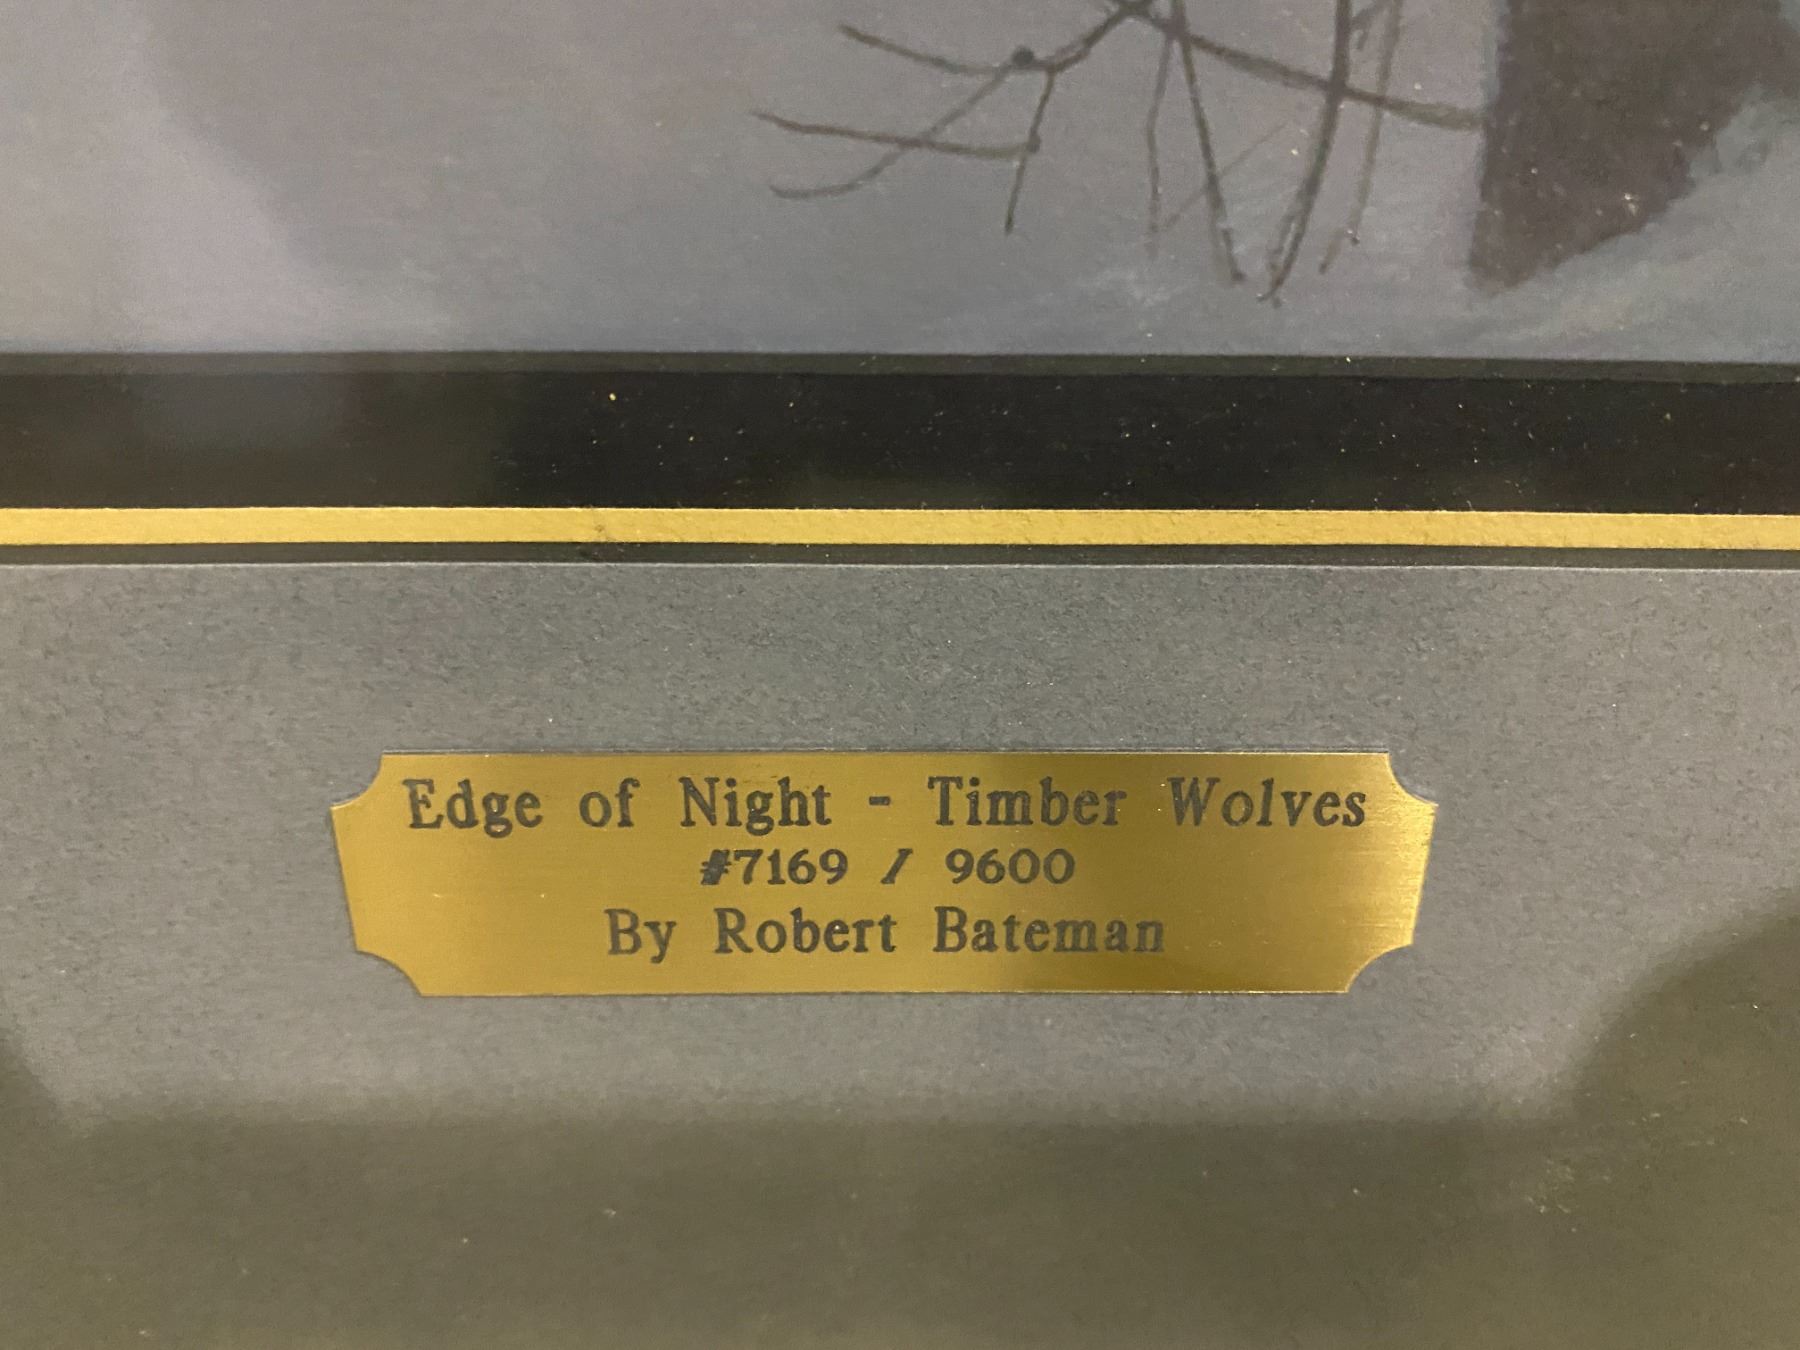 Edge of Night - Timber Wolves
#7169 / 9600
By Robert Bateman